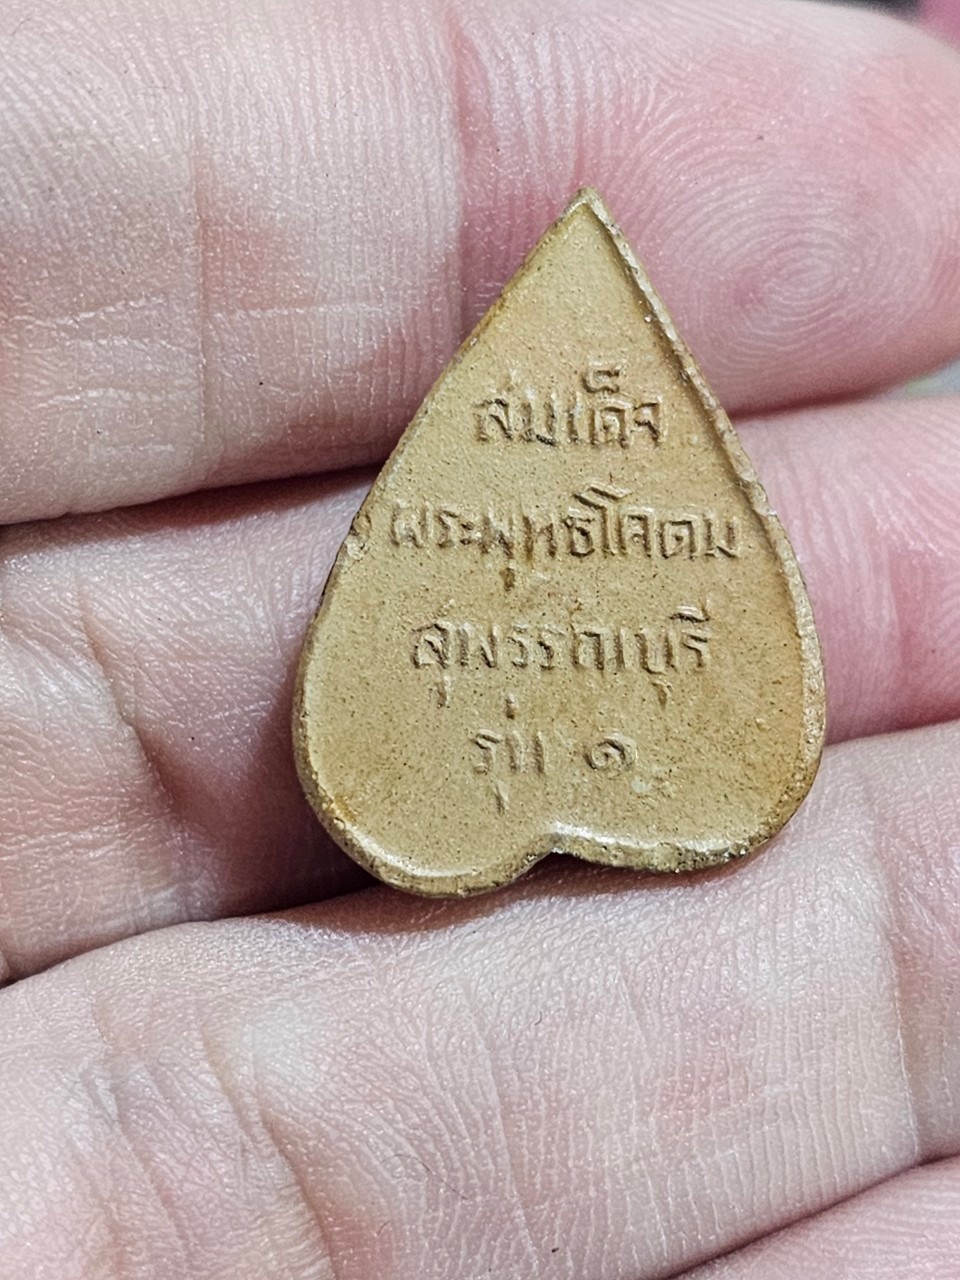 สมเด็จ
พระพุทธโคดม
สุพรรณบุรี
รุ่น ๑